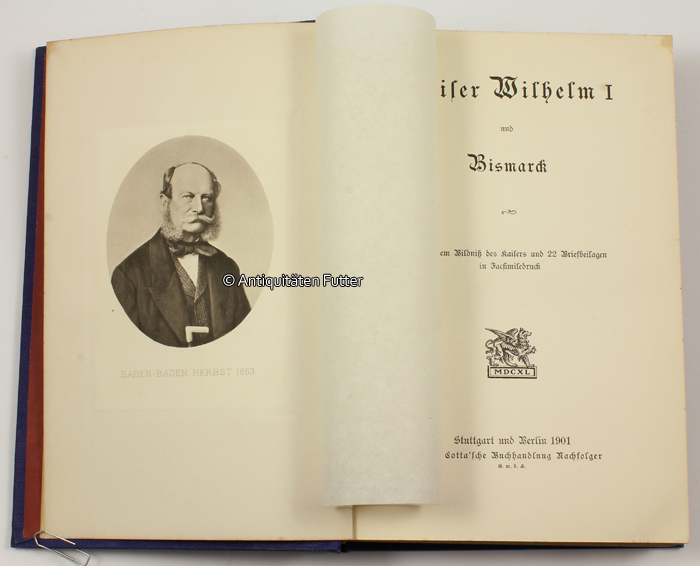 BADEN-BADEN HERBST 1863
© Antiquitäten Futter
iſer Wilhelm I
und
Bismarck
em Bildniß des Kaiſers und 22 Briefbeilagen
in Facſimiledruck
MDCXL
Stuttgart und Berlin 1901
Cotta'ſche Buchhandlung Nachfolger
G. m. b. H.